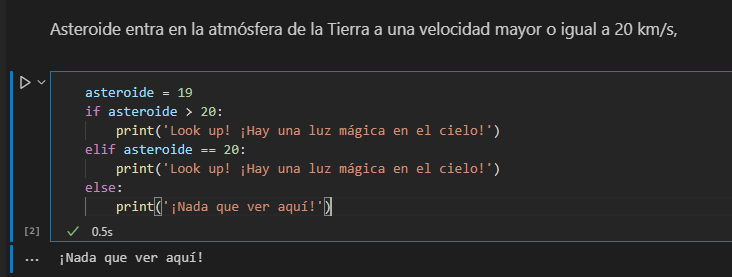 Asteroide entra en la atmósfera de la Tierra a una velocidad mayor o igual a 20 km/s,
asteroide = 19
if asteroide > 20:
    print('Look up! ¡Hay una luz mágica en el cielo!')
elif asteroide == 20:
    print('Look up! ¡Hay una luz mágica en el cielo!')
else:
    print('¡Nada que ver aquí!')
[2] ✓ 0.5s
... ¡Nada que ver aquí!